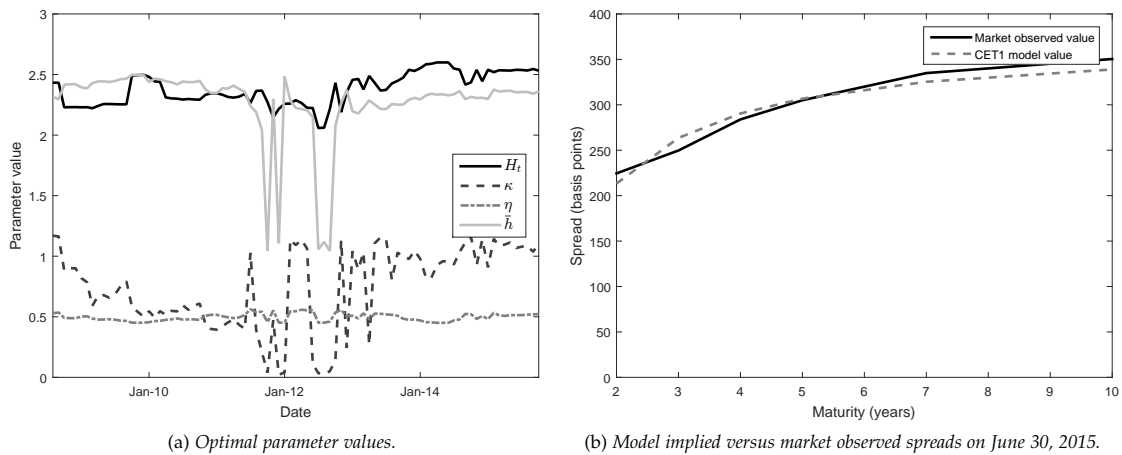 3
2.5
2
1.5
1
0.5
0
Parameter value
Jan-10
Jan-12
Jan-14
Date
H_t
κ
η
h̄
(a) Optimal parameter values.
400
350
300
250
200
150
100
50
0
Spread (basis points)
2
3
4
5
6
7
8
9
10
Maturity (years)
Market observed value
CET1 model value
(b) Model implied versus market observed spreads on June 30, 2015.